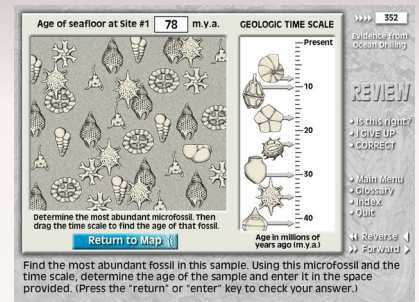 Age of seafloor at Site #1 78 m.y.a.
GEOLOGIC TIME SCALE
352
Evidence from
Ocean Drilling
Present
10
20
30
40
Age in millions of
years ago (m.y.a.)
REVIEW
Is this right?
I GIVE UP
CORRECT
Main Menu
Glossary
Index
Quit
Reverse
Forward
Determine the most abundant microfossil. Then
drag the time scale to find the age of that fossil.
Return to Map
Find the most abundant fossil in this sample. Using this microfossil and the
time scale, determine the age of the sample and enter it in the space
provided. (Press the "return" or "enter" key to check your answer.)